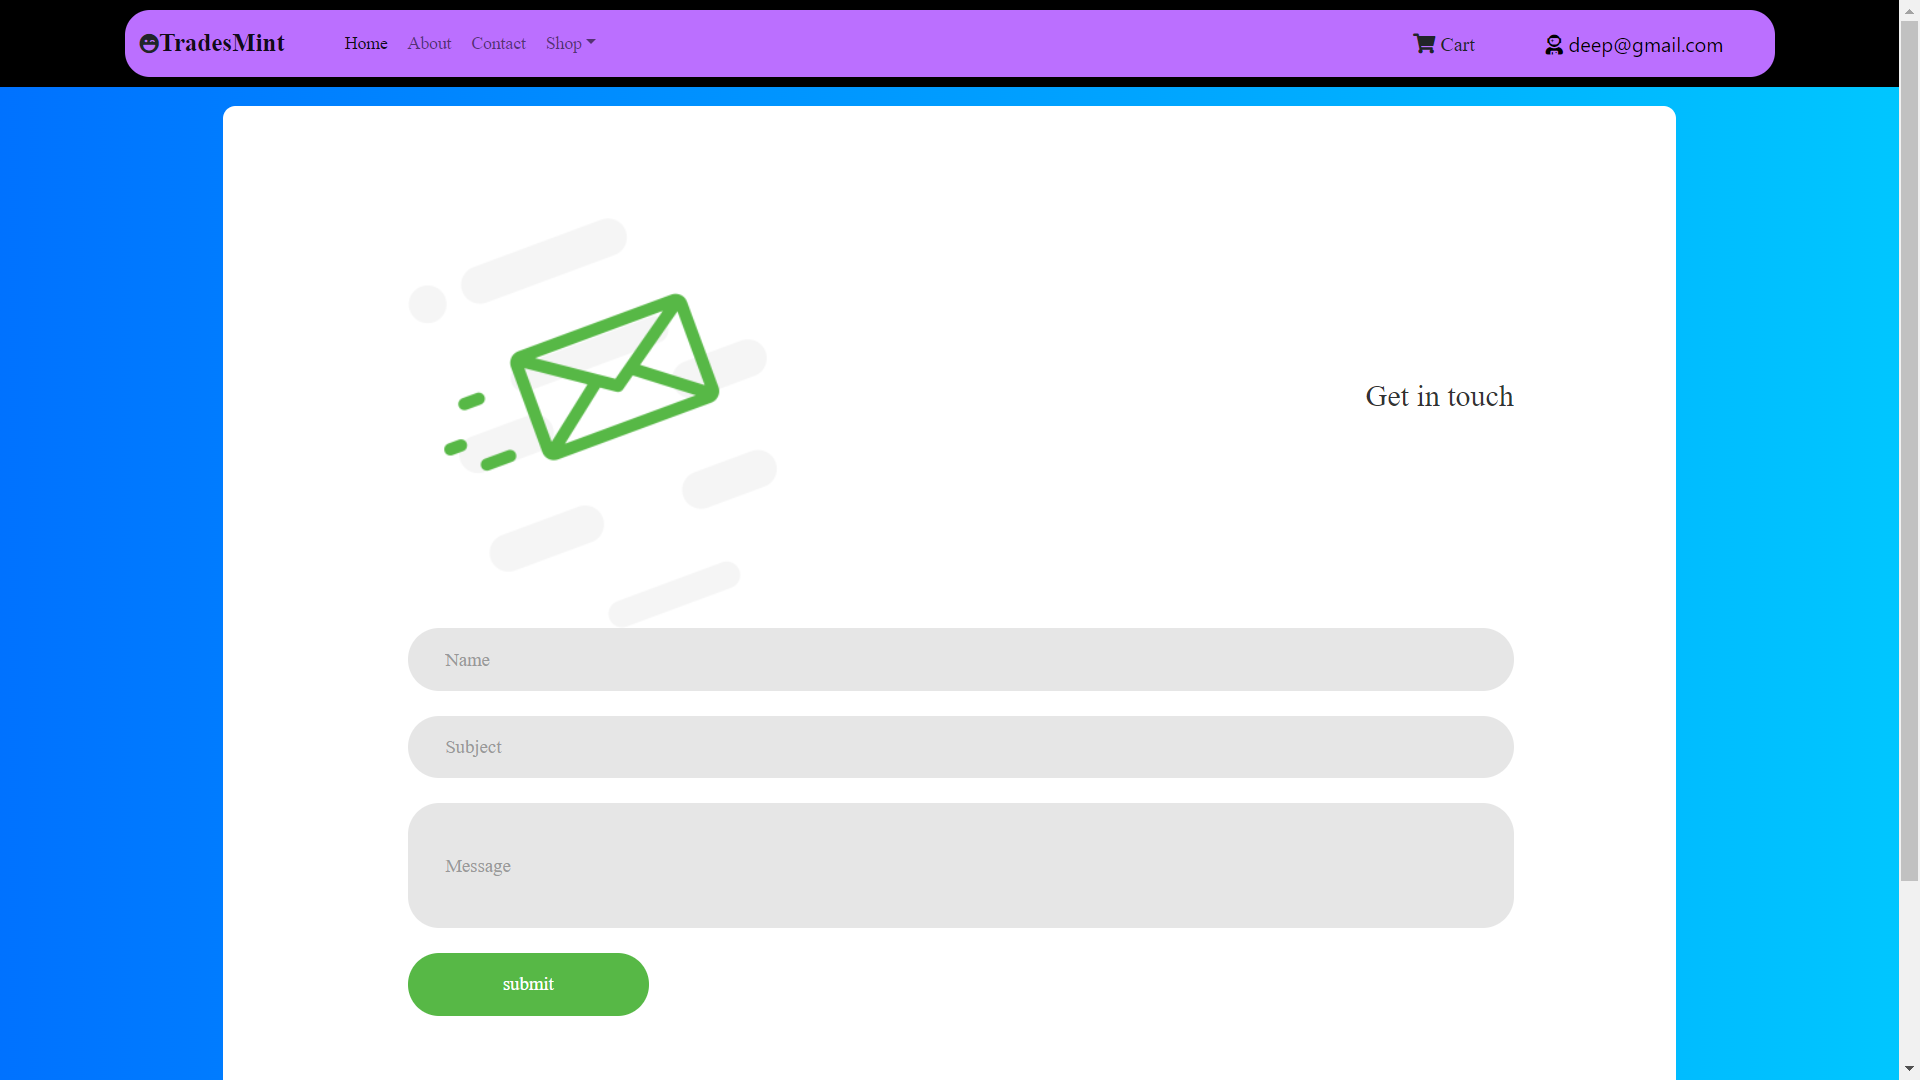 TradesMint Home About Contact Shop Cart deep@gmail.com
Get in touch
Name
Subject
Message
submit